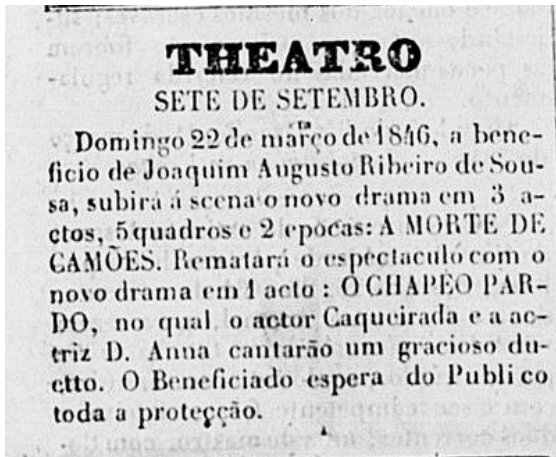 THEATRO
SETE DE SETEMBRO.
Domingo 22 de março de 1846, a bene-
ficio de Joaquim Augusto Ribeiro de Sou-
sa, subirá á scena o novo drama em 3 a-
ctos, 5 quadros e 2 epocas: A MORTE DE
CAMÕES. Rematará o espectaculo com o
novo drama em 1 acto : O CHAPEO PAR-
DO, no qual o actor Caqueirada e a ac-
triz D. Anna cantarão um gracioso du-
etto. O Beneficiado espera do Publico
toda a protecção.